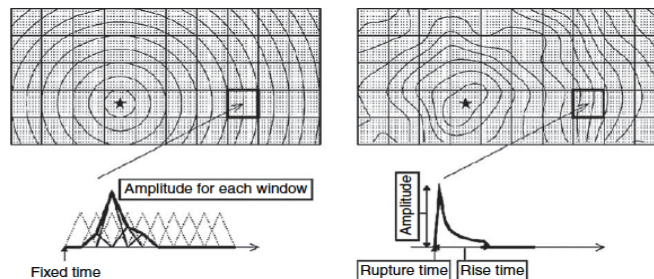 Amplitude for each window
Fixed time
Amplitude
Rupture time
Rise time